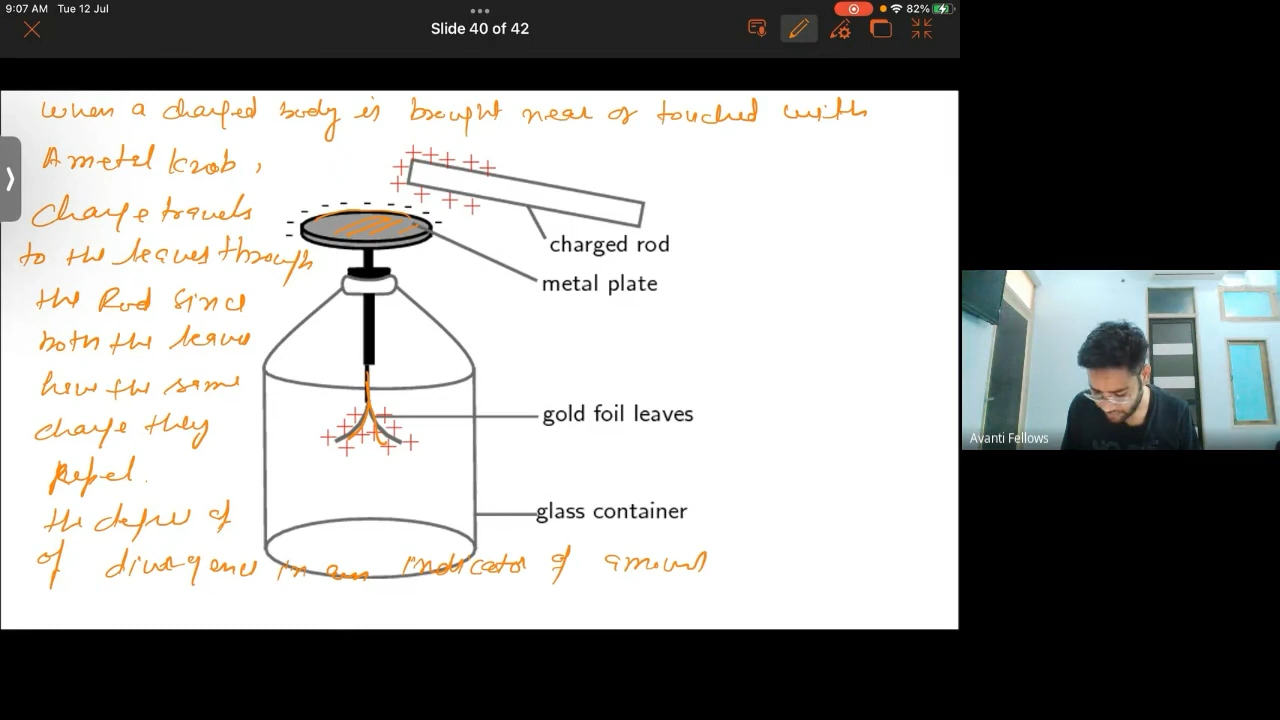 9:07 AM Tue 12 Jul
82%
Slide 40 of 42
when a charged body is brought near or touched with
A metal knob,
charge travels
to the leaves through
the Rod Since
both the leaves
have the same
charge they
Repel.
the degree of
of divergence is an indicator of amount
charged rod
metal plate
gold foil leaves
glass container
Avanti Fellows